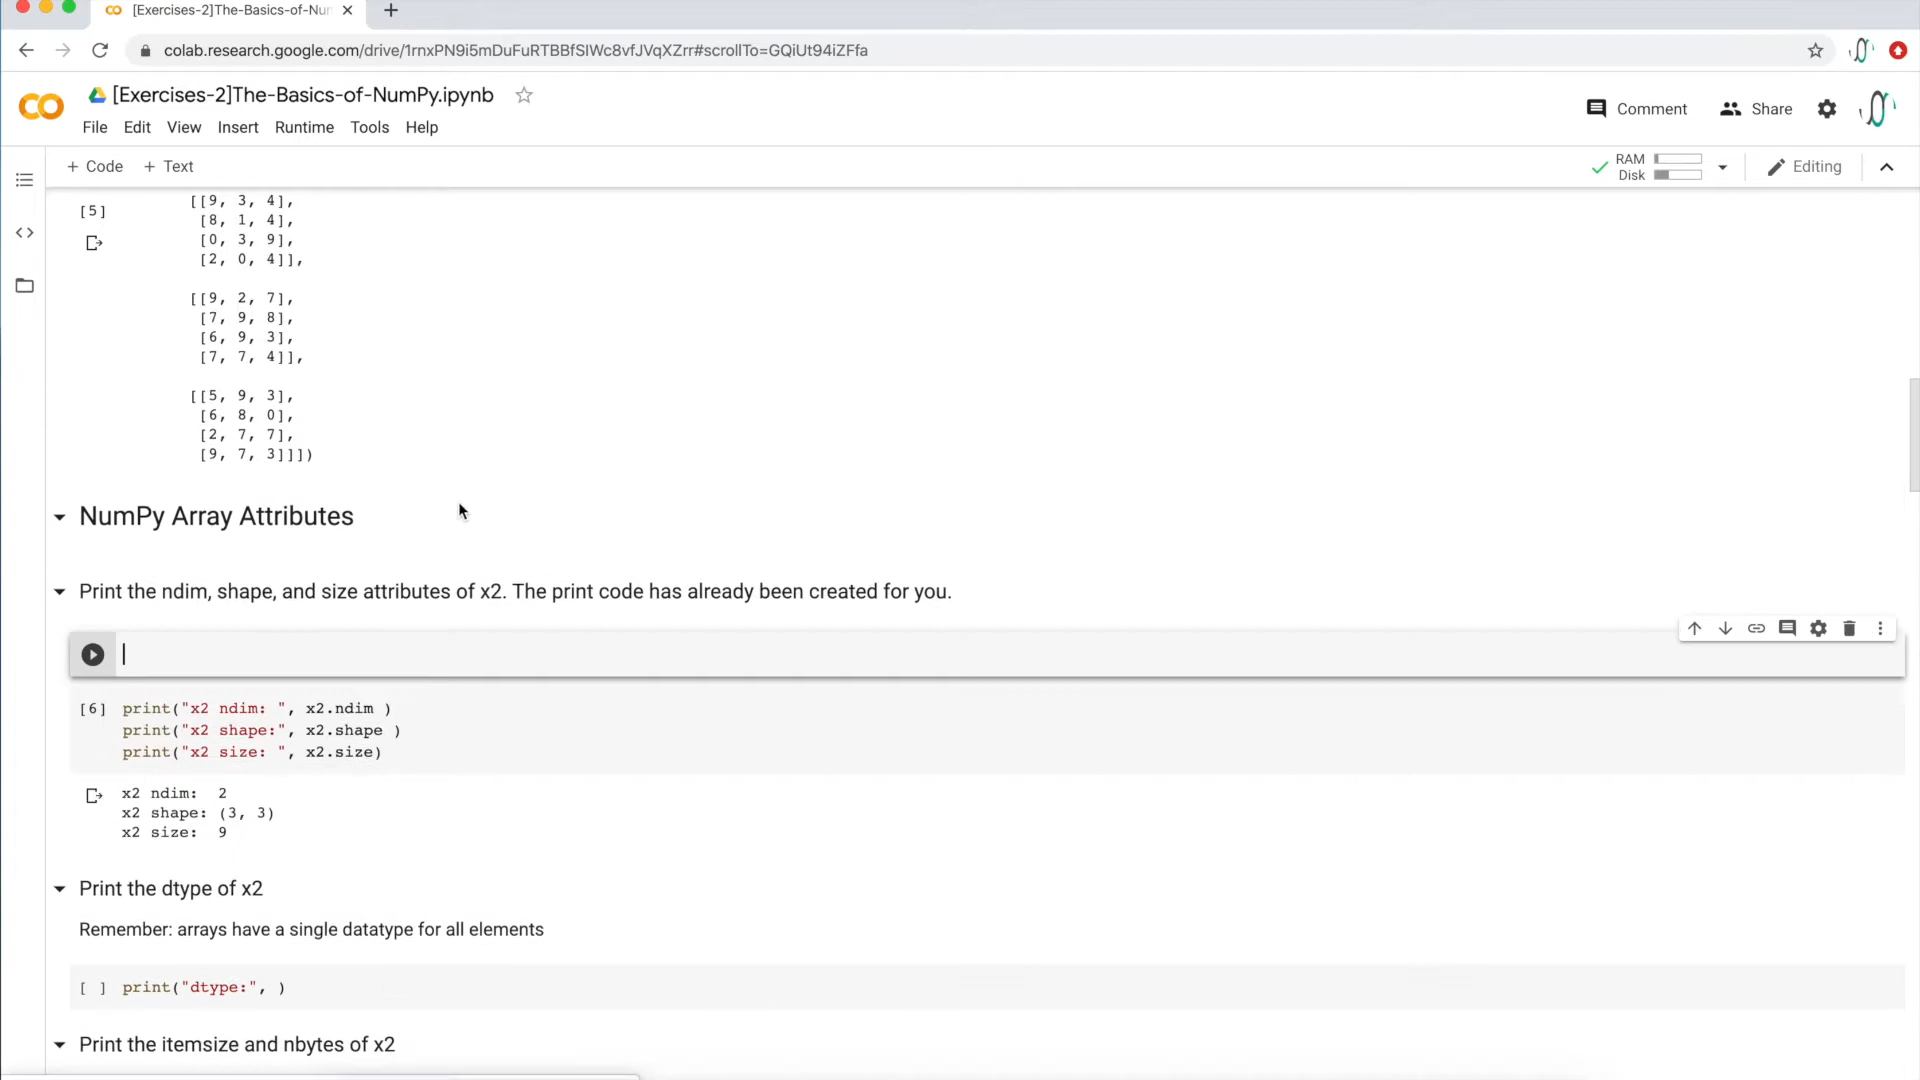 [Exercises-2]The-Basics-of-Nu
colab.research.google.com/drive/1rnxPN9i5mDuFuRTBBfSlWc8vfJVqXZrr#scrollTo=GQiUt94iZFfa
[Exercises-2]The-Basics-of-NumPy.ipynb
Comment
Share
File Edit View Insert Runtime Tools Help
+ Code + Text
RAM
Disk
Editing
[5]
[[9, 3, 4],
[8, 1, 4],
[0, 3, 9],
[2, 0, 4]],
[[9, 2, 7],
[7, 9, 8],
[6, 9, 3],
[7, 7, 4]],
[[5, 9, 3],
[6, 8, 0],
[2, 7, 7],
[9, 7, 3]]])
NumPy Array Attributes
Print the ndim, shape, and size attributes of x2. The print code has already been created for you.
[6] print("x2 ndim: ", x2.ndim )
print("x2 shape:", x2.shape )
print("x2 size: ", x2.size)
x2 ndim:  2
x2 shape: (3, 3)
x2 size:  9
Print the dtype of x2
Remember: arrays have a single datatype for all elements
[ ] print("dtype:", )
Print the itemsize and nbytes of x2